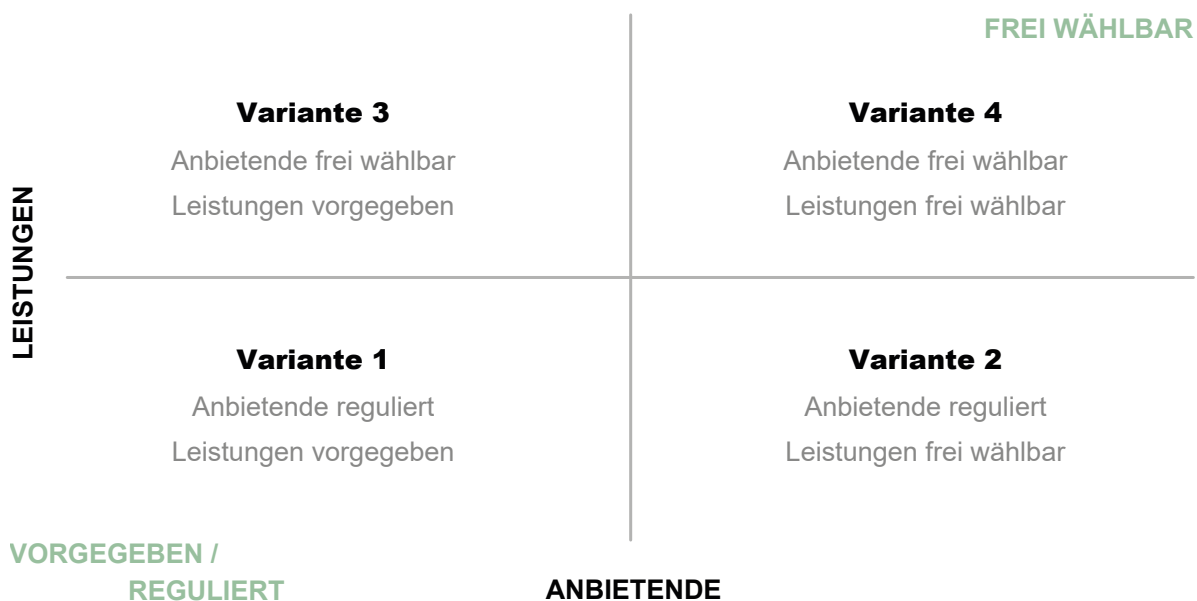 FREI WÄHLBAR
Variante 3
Anbietende frei wählbar
Leistungen vorgegeben
Variante 4
Anbietende frei wählbar
Leistungen frei wählbar
LEISTUNGEN
Variante 1
Anbietende reguliert
Leistungen vorgegeben
Variante 2
Anbietende reguliert
Leistungen frei wählbar
VORGEGEBEN /
REGULIERT
ANBIETENDE